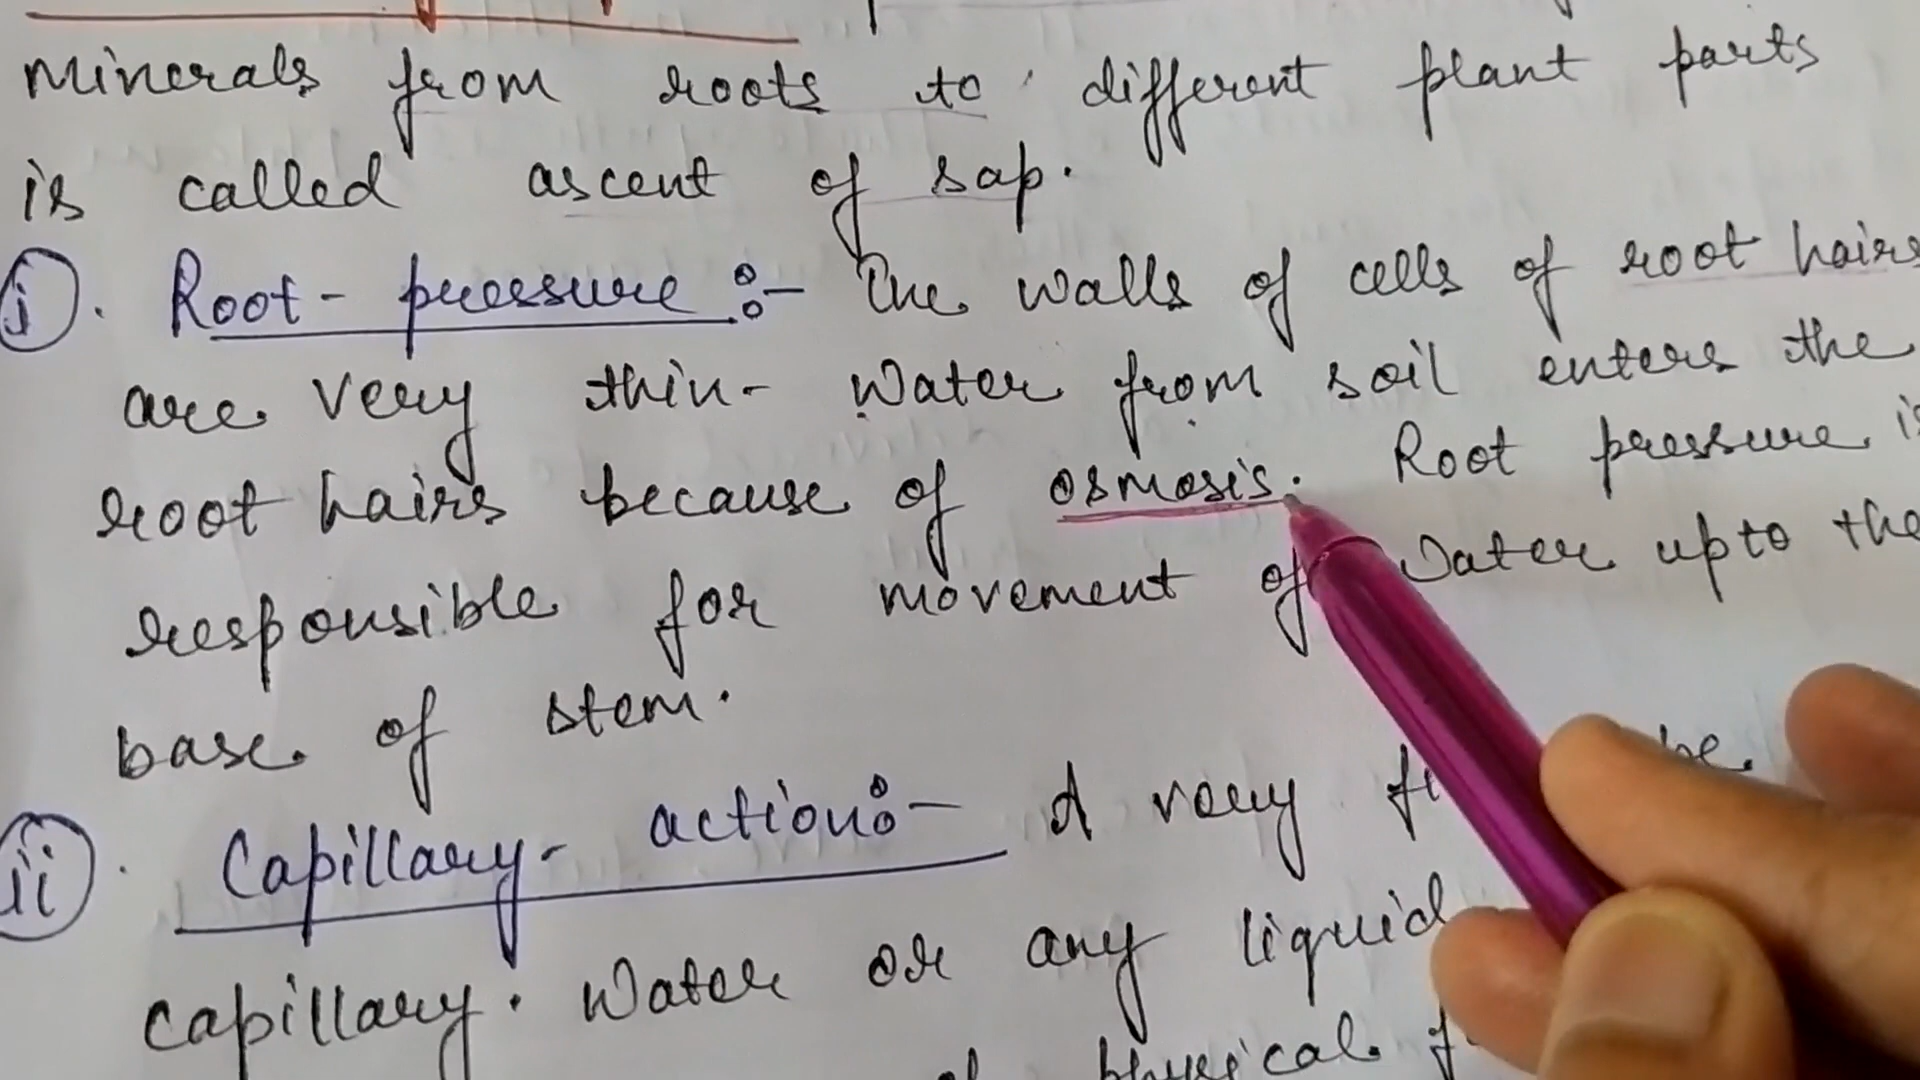 minerals from roots to different plant parts
is called ascent of sap.
(i). Root-pressure :- The walls of cells of root hairs
are very thin- Water from soil enters the
root hairs because of osmosis. Root pressure is
responsible for movement of Water upto the
base of stem.
(ii). Capillary-action :- A very
capillary. Water or any liquid
physical